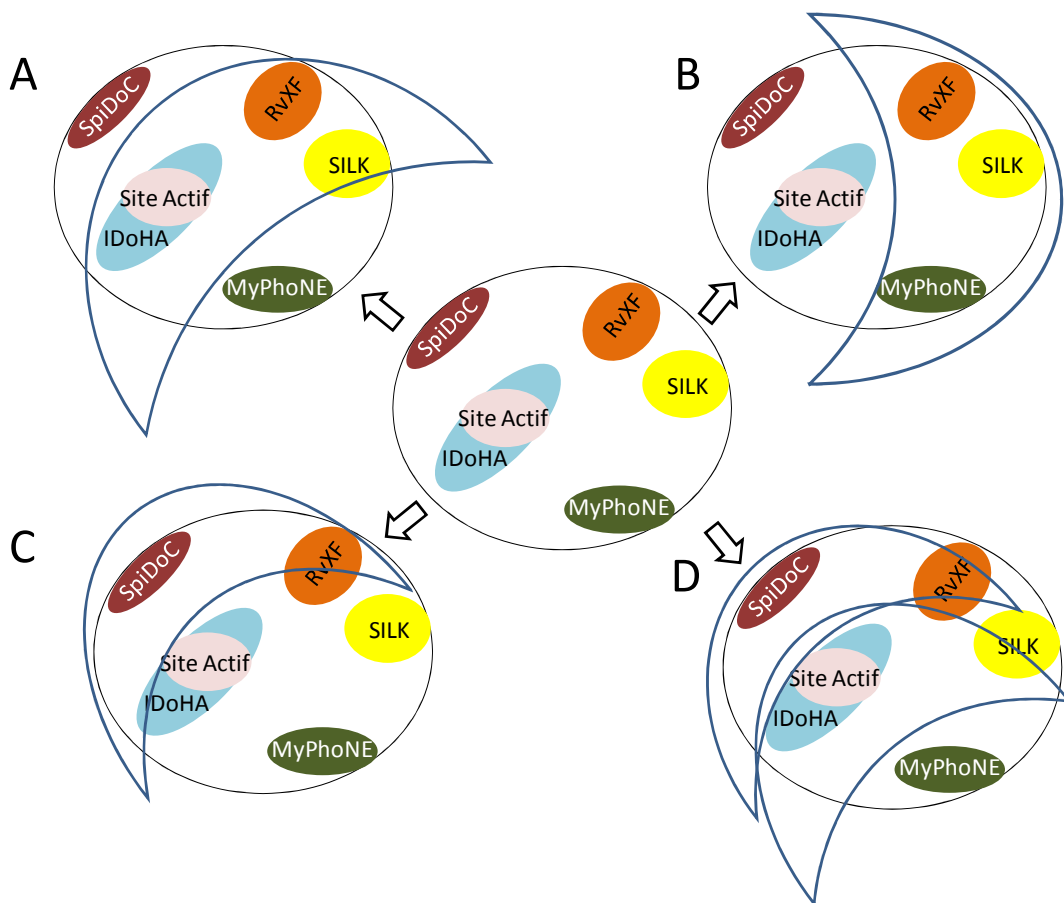 A
SpiDoC
RvXF
SILK
Site Actif
IDoHA
MyPhoNE
B
SpiDoC
RvXF
SILK
Site Actif
IDoHA
MyPhoNE
SpiDoC
RvXF
SILK
Site Actif
IDoHA
MyPhoNE
C
SpiDoC
RvXF
SILK
Site Actif
IDoHA
MyPhoNE
D
SpiDoC
RvXF
SILK
Site Actif
IDoHA
MyPhoNE